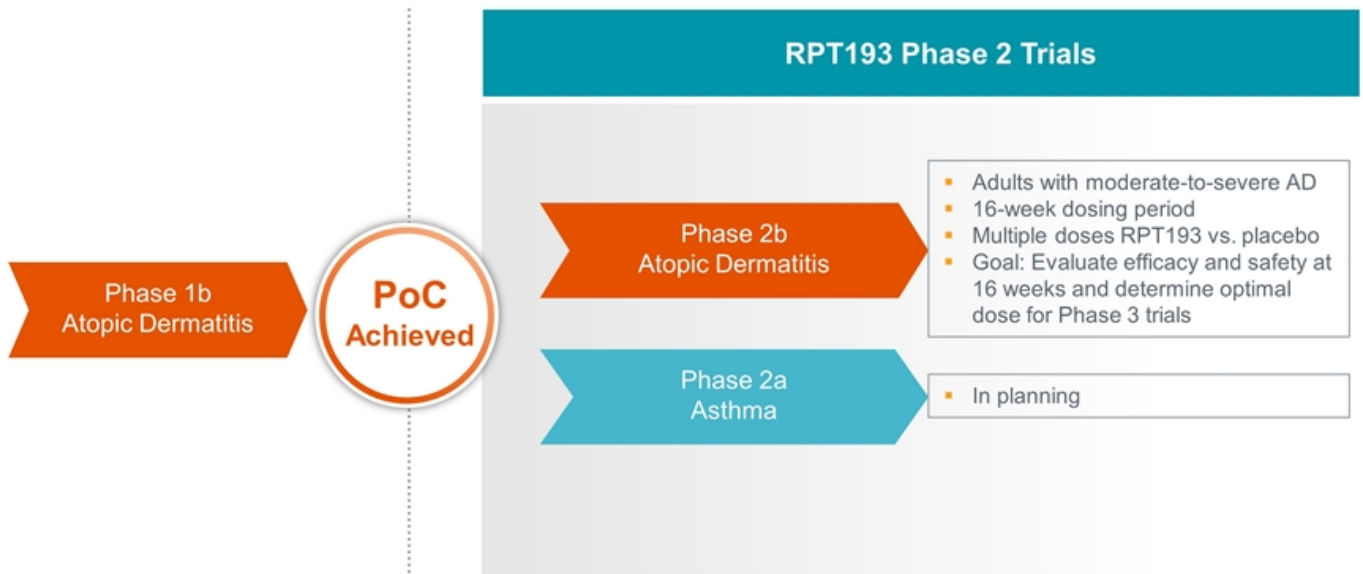 RPT193 Phase 2 Trials
Phase 1b
Atopic Dermatitis
PoC
Achieved
Phase 2b
Atopic Dermatitis
▪ Adults with moderate-to-severe AD
▪ 16-week dosing period
▪ Multiple doses RPT193 vs. placebo
▪ Goal: Evaluate efficacy and safety at
16 weeks and determine optimal
dose for Phase 3 trials
Phase 2a
Asthma
▪ In planning